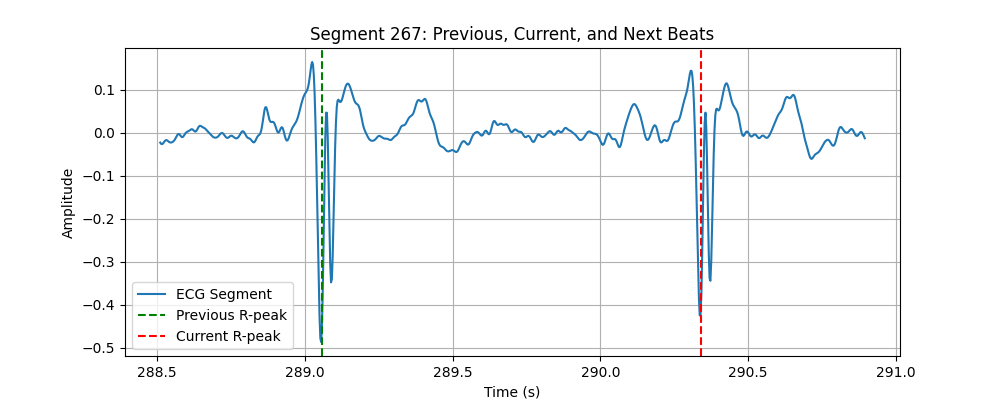 Segment 267: Previous, Current, and Next Beats
0.1
0.0
−0.1
−0.2
−0.3
−0.4
−0.5
Amplitude
ECG Segment
Previous R-peak
Current R-peak
288.5 289.0 289.5 290.0 290.5 291.0
Time (s)